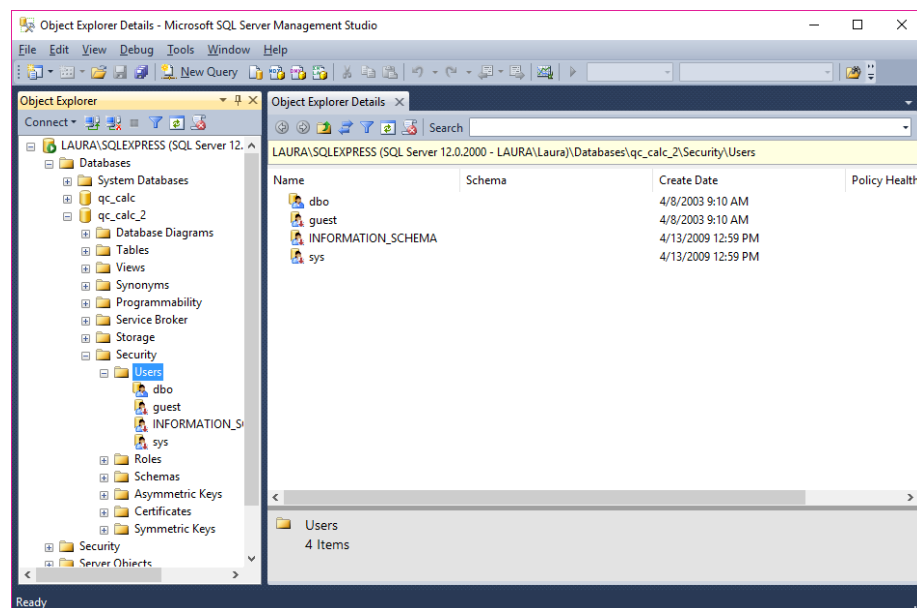 Object Explorer Details - Microsoft SQL Server Management Studio
File Edit View Debug Tools Window Help
New Query
Object Explorer
Connect
LAURA\SQLEXPRESS (SQL Server 12.
Databases
System Databases
qc_calc
qc_calc_2
Database Diagrams
Tables
Views
Synonyms
Programmability
Service Broker
Storage
Security
Users
dbo
guest
INFORMATION_S
sys
Roles
Schemas
Asymmetric Keys
Certificates
Symmetric Keys
Security
Server Objects
Object Explorer Details
Search
LAURA\SQLEXPRESS (SQL Server 12.0.2000 - LAURA\Laura)\Databases\qc_calc_2\Security\Users
Name Schema Create Date Policy Health
dbo 4/8/2003 9:10 AM
guest 4/8/2003 9:10 AM
INFORMATION_SCHEMA 4/13/2009 12:59 PM
sys 4/13/2009 12:59 PM
Users
4 Items
Ready